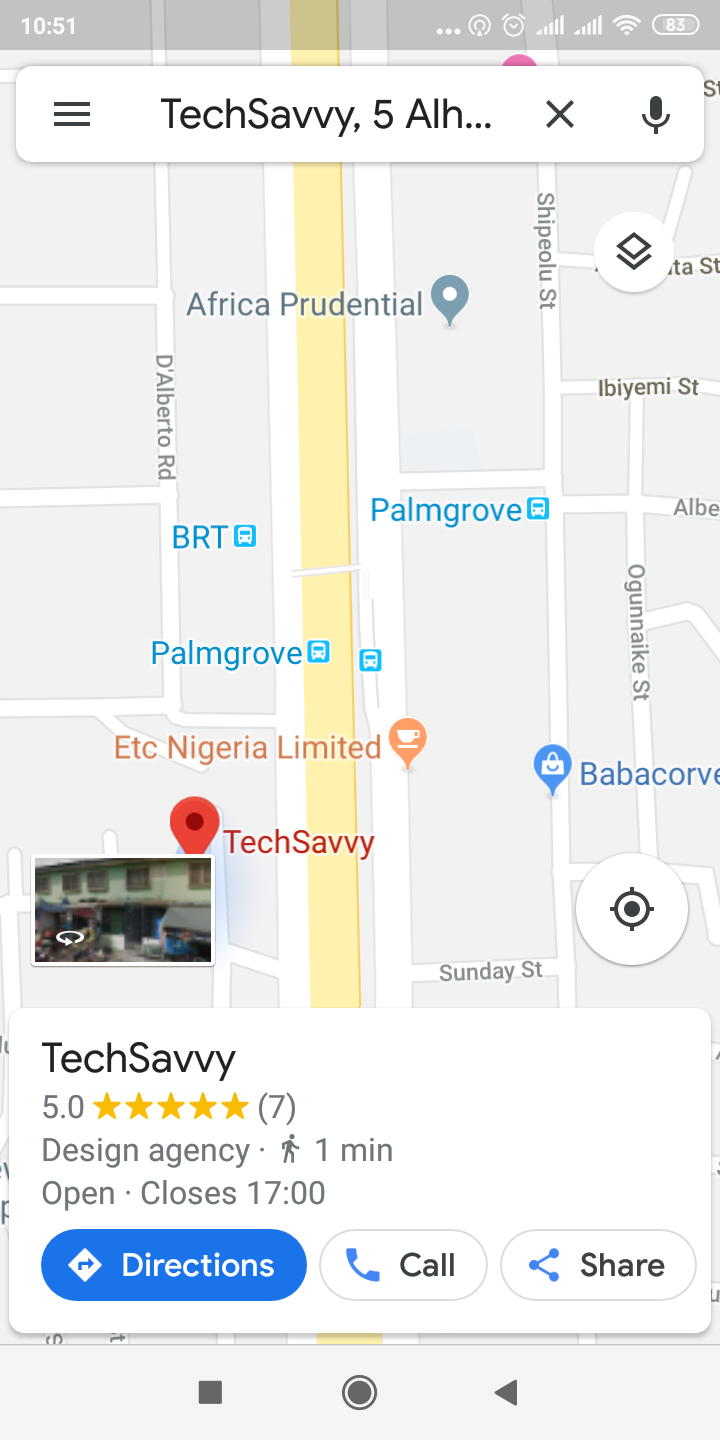 10:51
83
TechSavvy, 5 Alh...
Shipeolu St
ta St
Africa Prudential
D'Alberto Rd
Ibiyemi St
Palmgrove
Albe
BRT
Ogunnaike St
Palmgrove
Etc Nigeria Limited
Babacorve
TechSavvy
Sunday St
TechSavvy
5.0 ★★★★★ (7)
Design agency · 1 min
Open · Closes 17:00
Directions
Call
Share